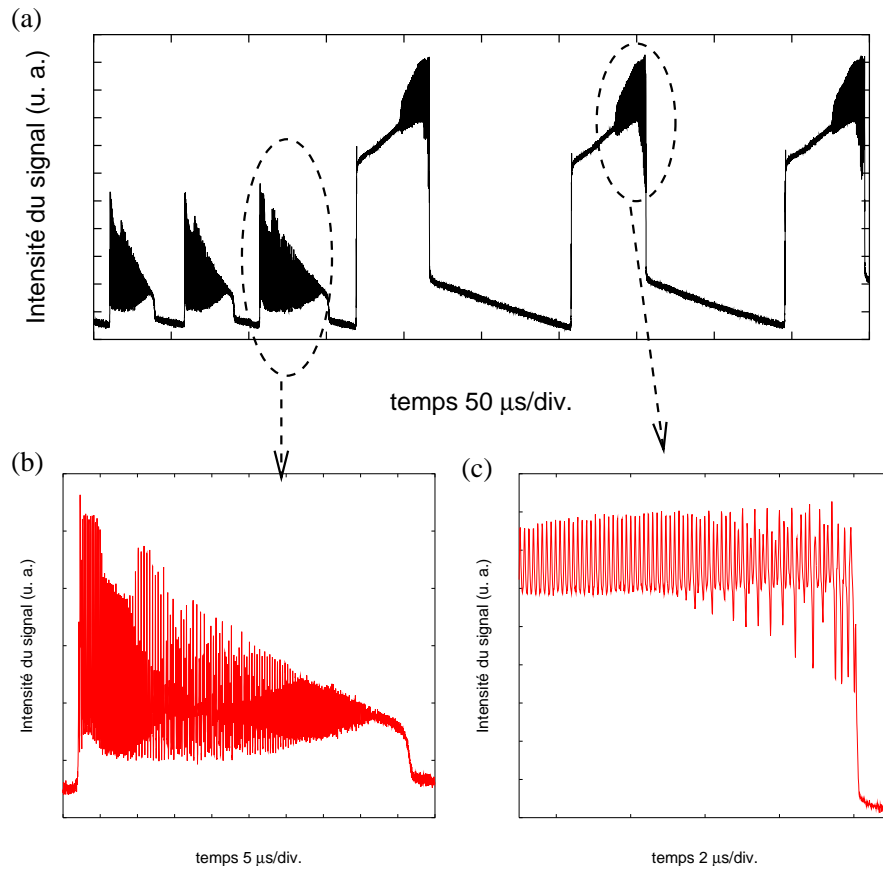 (a)
Intensité du signal (u. a.)
temps 50 μs/div.
(b)
Intensité du signal (u. a.)
temps 5 μs/div.
(c)
Intensité du signal (u. a.)
temps 2 μs/div.